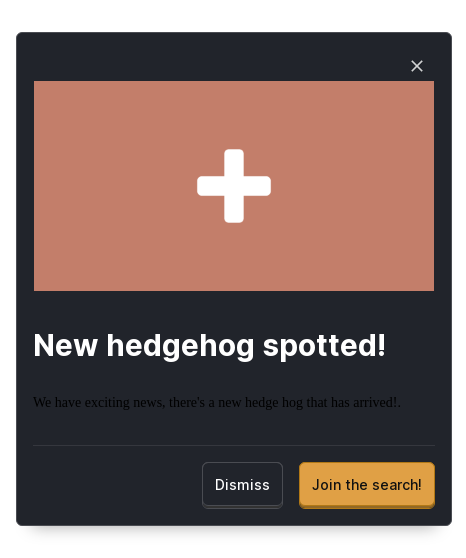 New hedgehog spotted!
We have exciting news, there's a new hedge hog that has arrived!.
Dismiss
Join the search!